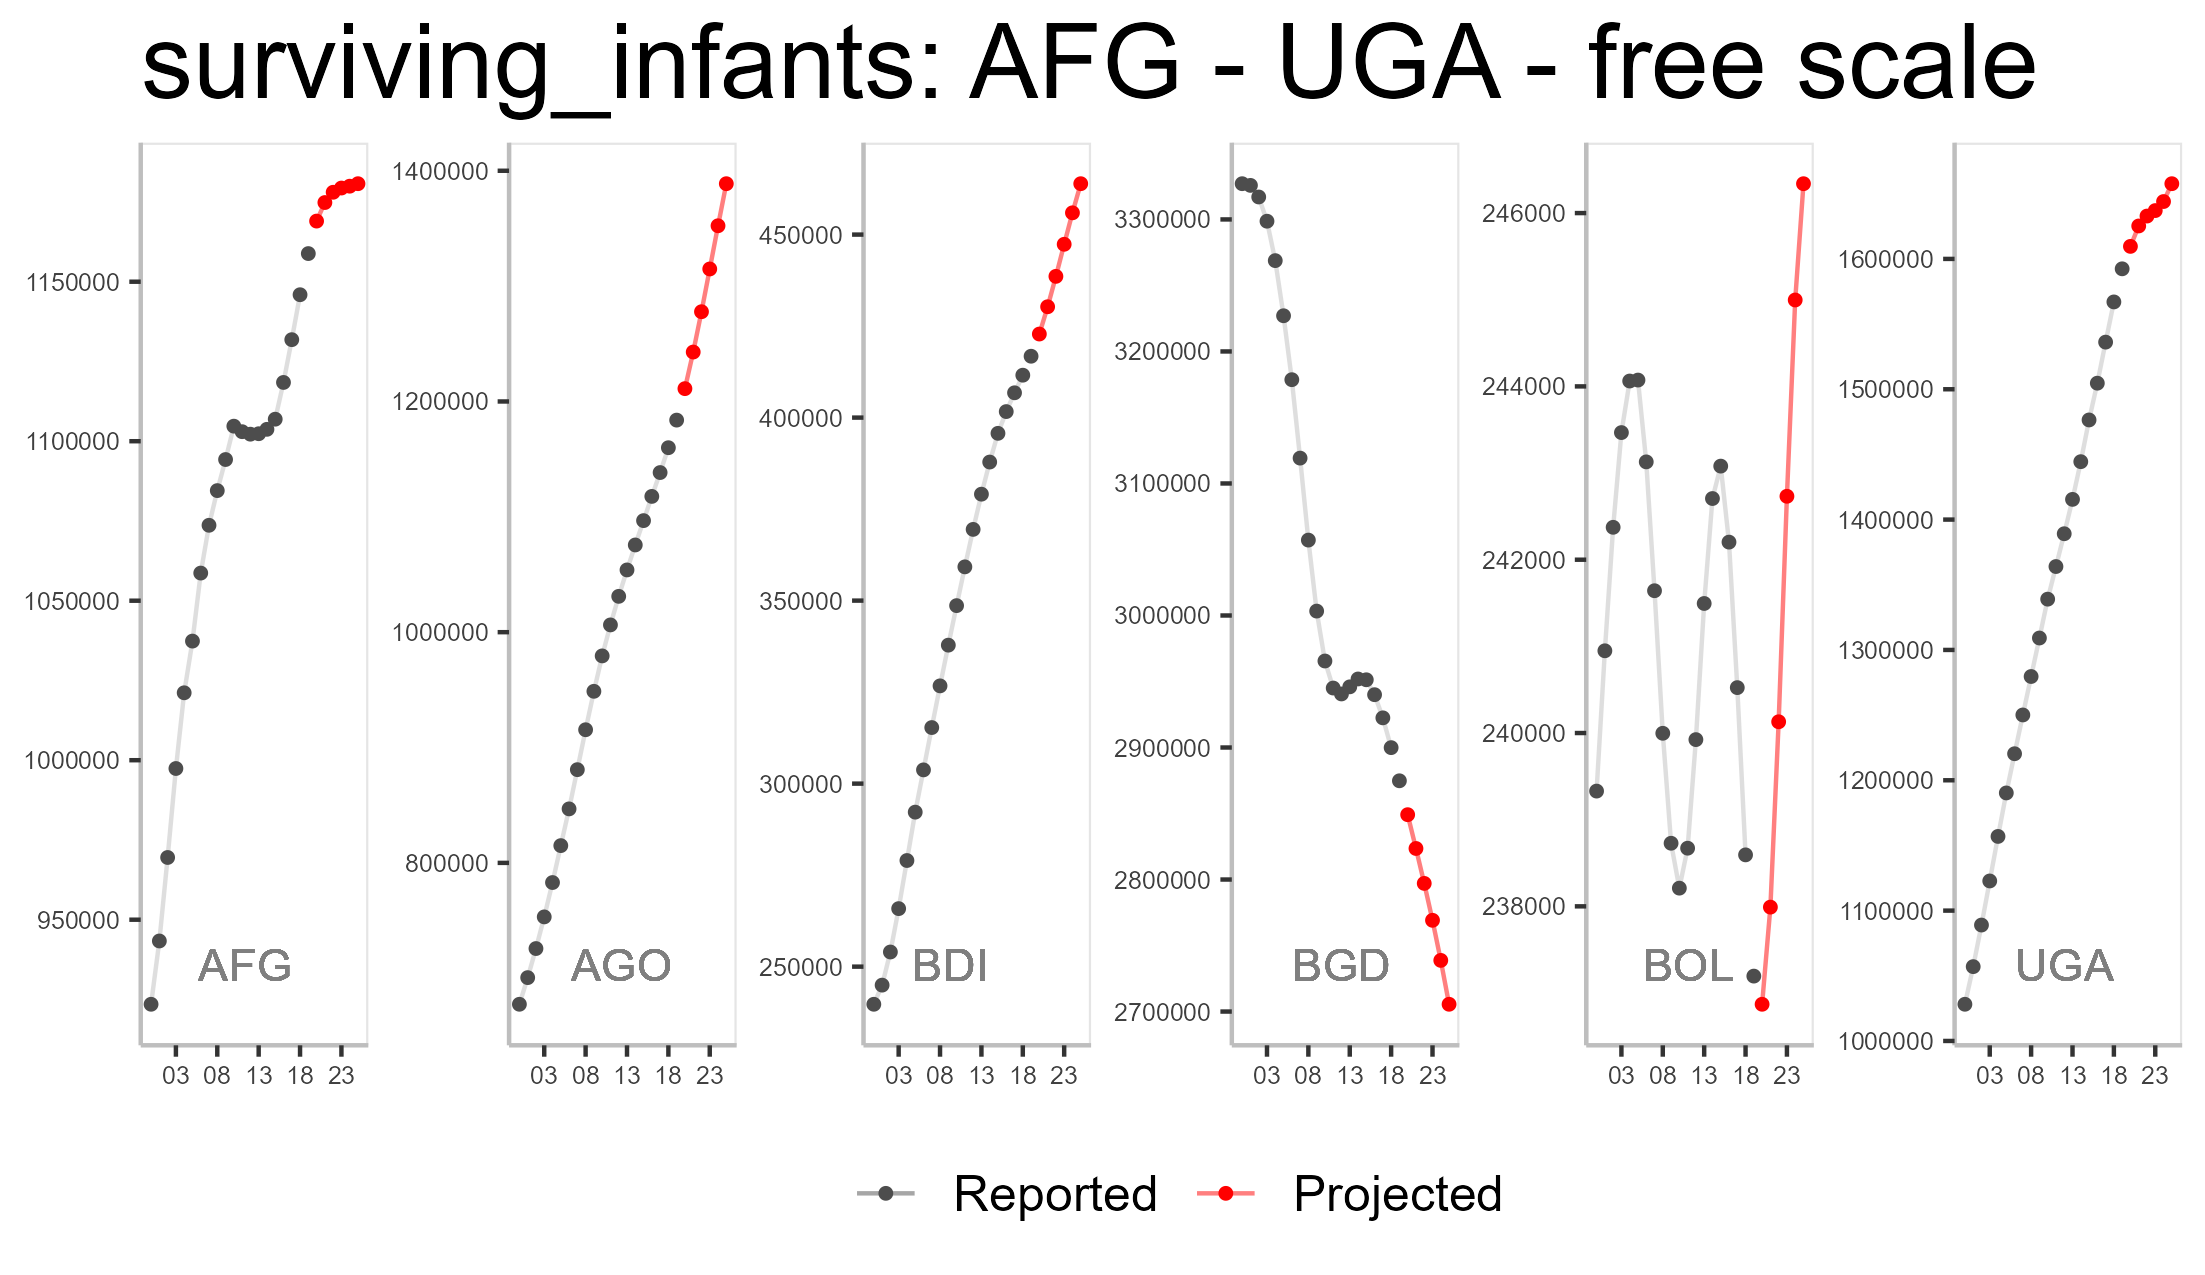 surviving_infants: AFG - UGA - free scale
1150000
1100000
1050000
1000000
950000
AFG
03 08 13 18 23
1400000
1200000
1000000
800000
AGO
03 08 13 18 23
450000
400000
350000
300000
250000
BDI
03 08 13 18 23
3300000
3200000
3100000
3000000
2900000
2800000
2700000
BGD
03 08 13 18 23
246000
244000
242000
240000
238000
BOL
03 08 13 18 23
1600000
1500000
1400000
1300000
1200000
1100000
1000000
UGA
03 08 13 18 23
Reported Projected